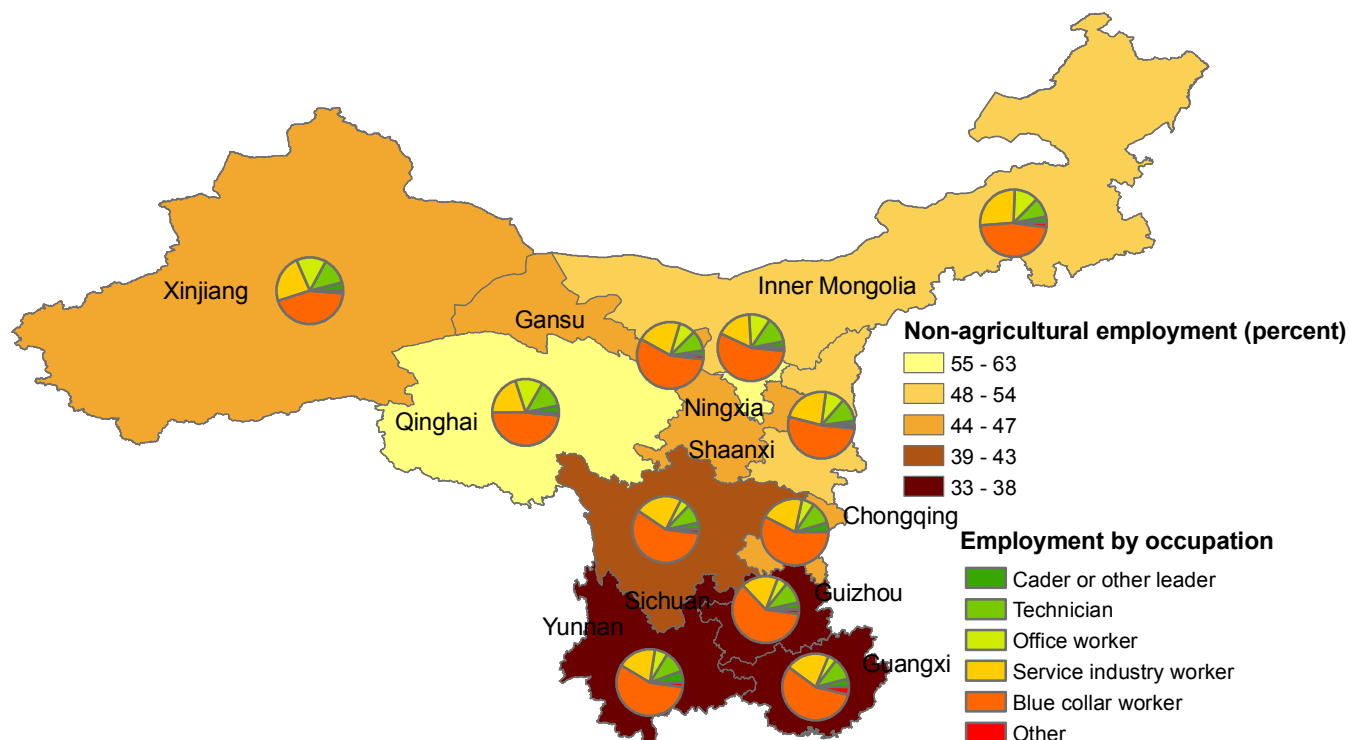 Xinjiang
Inner Mongolia
Gansu
Non-agricultural employment (percent)
55 - 63
48 - 54
44 - 47
39 - 43
33 - 38
Qinghai
Ningxia
Shaanxi
Chongqing
Employment by occupation
Cader or other leader
Technician
Office worker
Service industry worker
Blue collar worker
Other
Sichuan
Guizhou
Yunnan
Guangxi